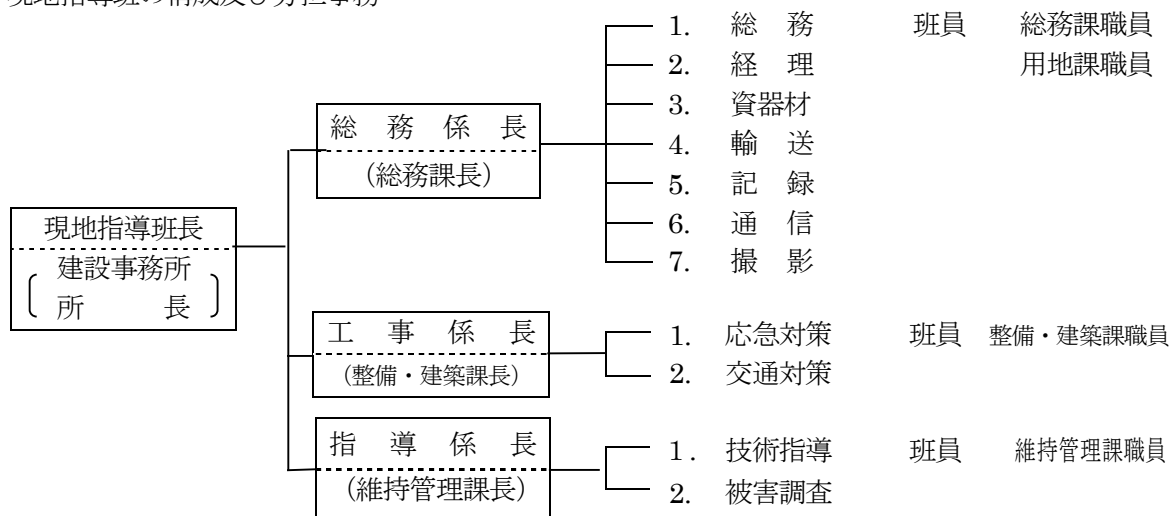 現地指導班の構成及び分担事務
1. 総 務 班員 総務課職員
2. 経 理 用地課職員
3. 資器材
4. 輸 送
5. 記 録
6. 通 信
7. 撮 影
総 務 係 長
(総務課長)
現地指導班長
建設事務所
所 長
工 事 係 長
(整備・建築課長)
1. 応急対策 班員 整備・建築課職員
2. 交通対策
指 導 係 長
(維持管理課長)
1. 技術指導 班員 維持管理課職員
2. 被害調査